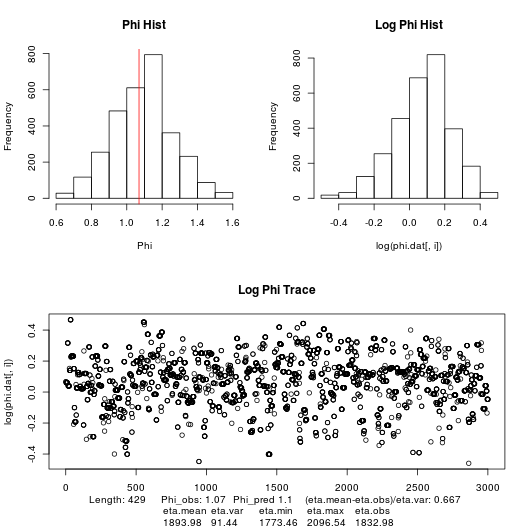 Phi Hist
Log Phi Hist
Frequency
0 200 400 600 800
0.6 0.8 1.0 1.2 1.4 1.6
Phi
Frequency
0 200 400 600 800
-0.4 -0.2 0.0 0.2 0.4
log(phi.dat[, i])
Log Phi Trace
log(phi.dat[, i])
-0.4 -0.2 0.0 0.2 0.4
0 500 1000 1500 2000 2500 3000
Length: 429 Phi_obs: 1.07 Phi_pred 1.1 (eta.mean-eta.obs)/eta.var: 0.667
eta.mean eta.var eta.min eta.max eta.obs
1893.98 91.44 1773.46 2096.54 1832.98